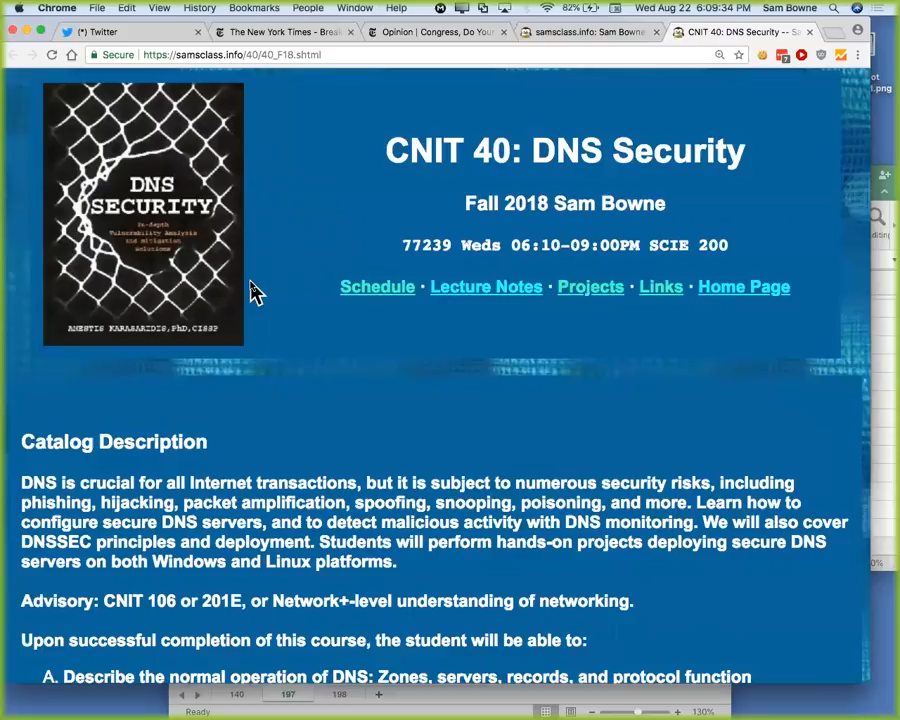 Chrome File Edit View History Bookmarks People Window Help 82% Wed Aug 22 6:09:34 PM Sam Bowne
(*) Twitter × The New York Times - Break × Opinion | Congress, Do Your × samsclass.info: Sam Bowne × CNIT 40: DNS Security -- Sa ×
Secure https://samsclass.info/40/40_F18.shtml
DNS
SECURITY
In-depth
Vulnerability Analysis
and mitigation
solutions
ANESTIS KARASARIDIS, PhD, CISSP
CNIT 40: DNS Security
Fall 2018 Sam Bowne
77239 Weds 06:10-09:00PM SCIE 200
Schedule · Lecture Notes · Projects · Links · Home Page
Catalog Description
DNS is crucial for all Internet transactions, but it is subject to numerous security risks, including
phishing, hijacking, packet amplification, spoofing, snooping, poisoning, and more. Learn how to
configure secure DNS servers, and to detect malicious activity with DNS monitoring. We will also cover
DNSSEC principles and deployment. Students will perform hands-on projects deploying secure DNS
servers on both Windows and Linux platforms.
Advisory: CNIT 106 or 201E, or Network+-level understanding of networking.
Upon successful completion of this course, the student will be able to:
A. Describe the normal operation of DNS: Zones, servers, records, and protocol function
140 197 198 +
Ready 130%